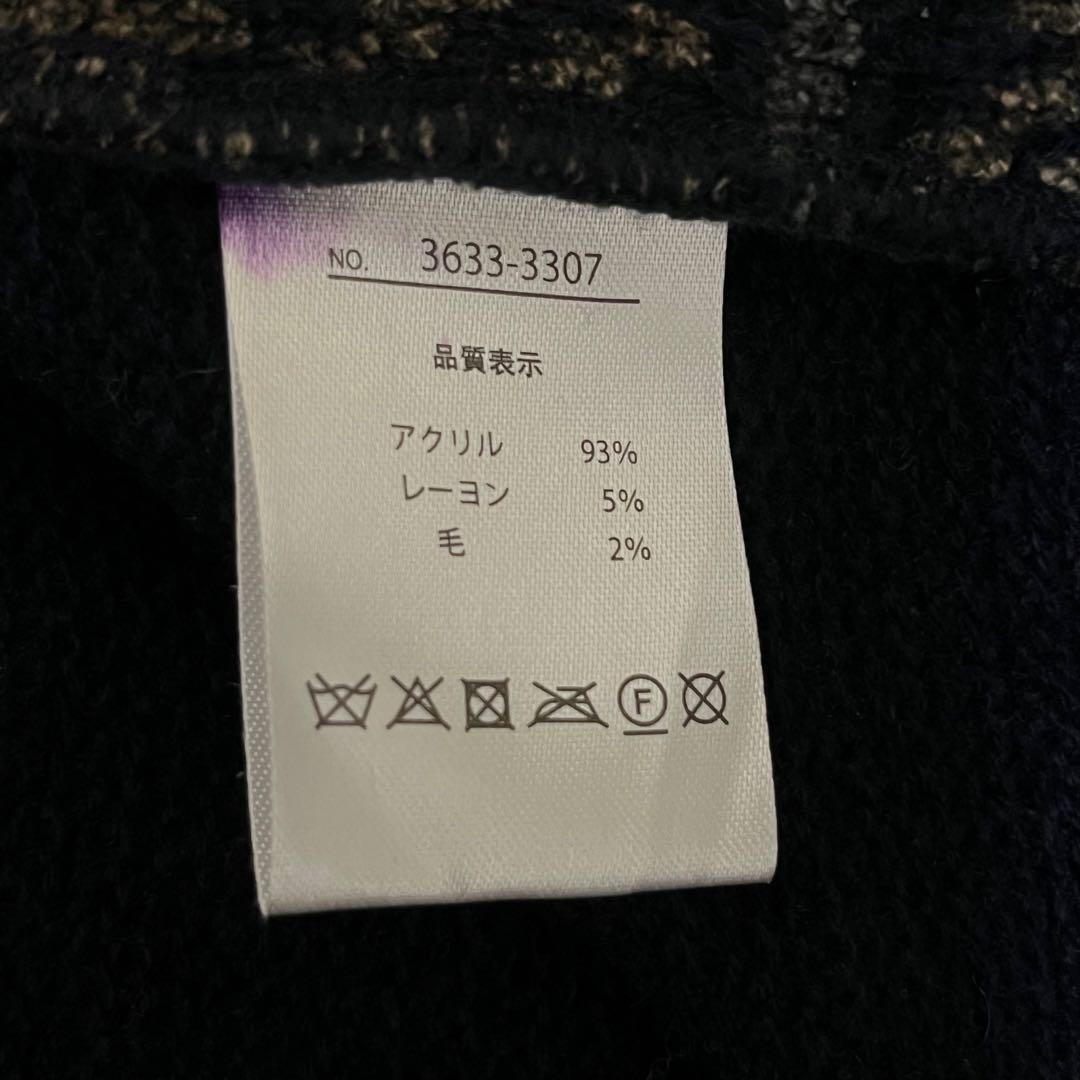 NO. 3633-3307
品質表示
アクリル 93%
レーヨン 5%
毛 2%
F